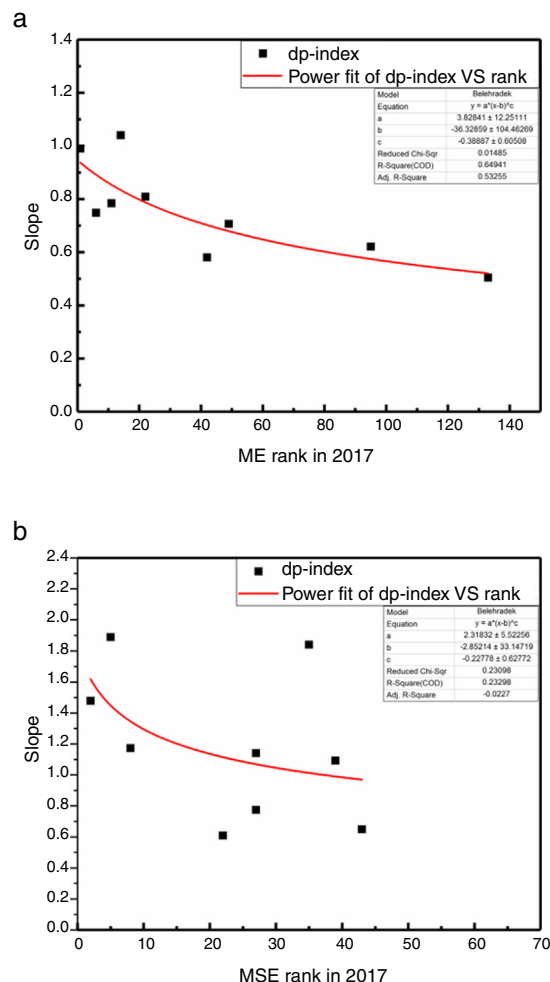 a
1.4
1.2
1.0
0.8
0.6
0.4
0.2
0.0
Slope
dp-index
Power fit of dp-index VS rank
Model Belehradek
Equation y = a*(x-b)^c
a 3.82841 ± 12.25111
b -36.32859 ± 104.46269
c -0.38887 ± 0.60508
Reduced Chi-Sqr 0.01485
R-Square(COD) 0.64941
Adj. R-Square 0.53255
0 20 40 60 80 100 120 140
ME rank in 2017
b
2.4
2.2
2.0
1.8
1.6
1.4
1.2
1.0
0.8
0.6
0.4
0.2
0.0
Slope
dp-index
Power fit of dp-index VS rank
Model Belehradek
Equation y = a*(x-b)^c
a 2.31832 ± 5.52256
b -2.85214 ± 33.14719
c -0.22778 ± 0.62772
Reduced Chi-Sqr 0.23098
R-Square(COD) 0.23298
Adj. R-Square -0.0227
0 10 20 30 40 50 60 70
MSE rank in 2017